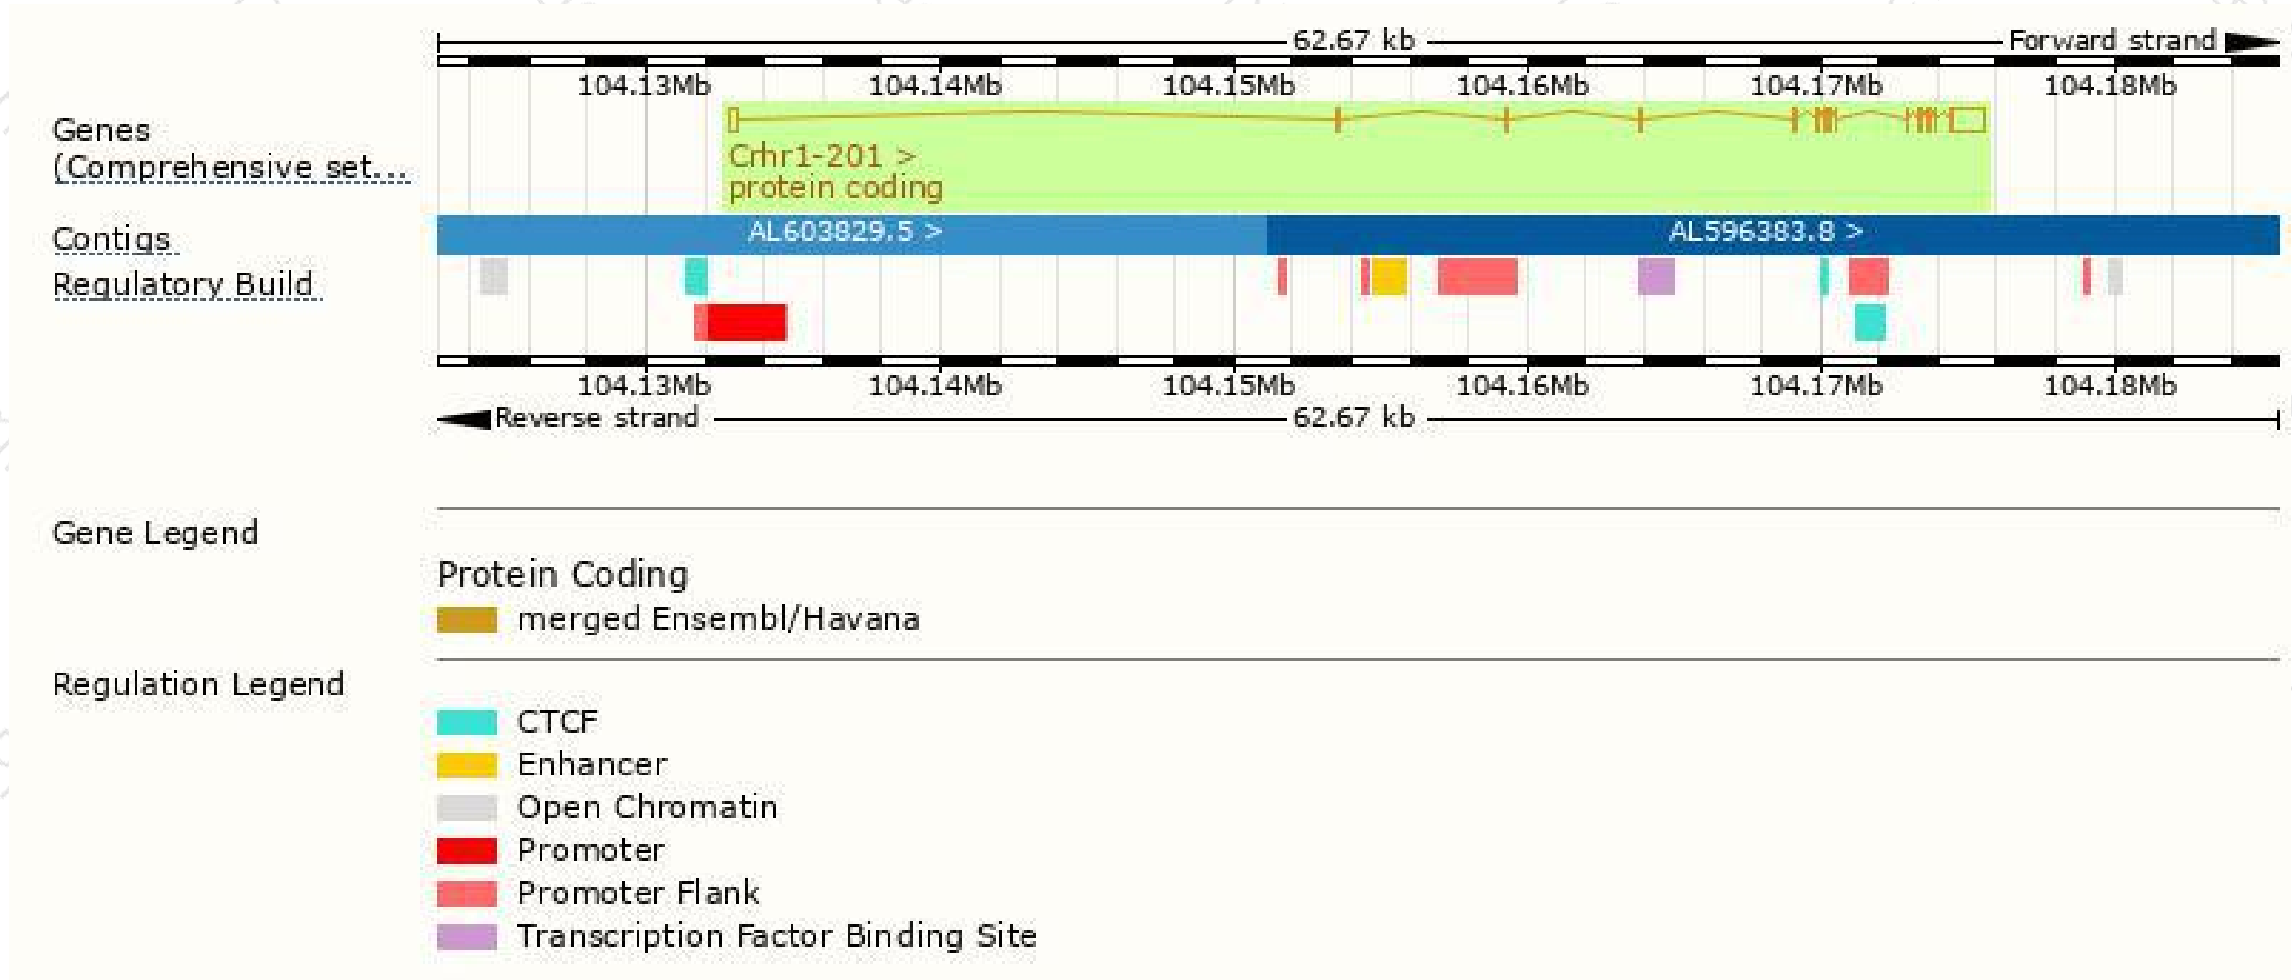 62.67 kb Forward strand
104.13Mb 104.14Mb 104.15Mb 104.16Mb 104.17Mb 104.18Mb
Genes
(Comprehensive set...
Crhr1-201 >
protein coding
Contigs AL603829.5 > AL596383.8 >
Regulatory Build
104.13Mb 104.14Mb 104.15Mb 104.16Mb 104.17Mb 104.18Mb
Reverse strand 62.67 kb
Gene Legend
Protein Coding
merged Ensembl/Havana
Regulation Legend
CTCF
Enhancer
Open Chromatin
Promoter
Promoter Flank
Transcription Factor Binding Site